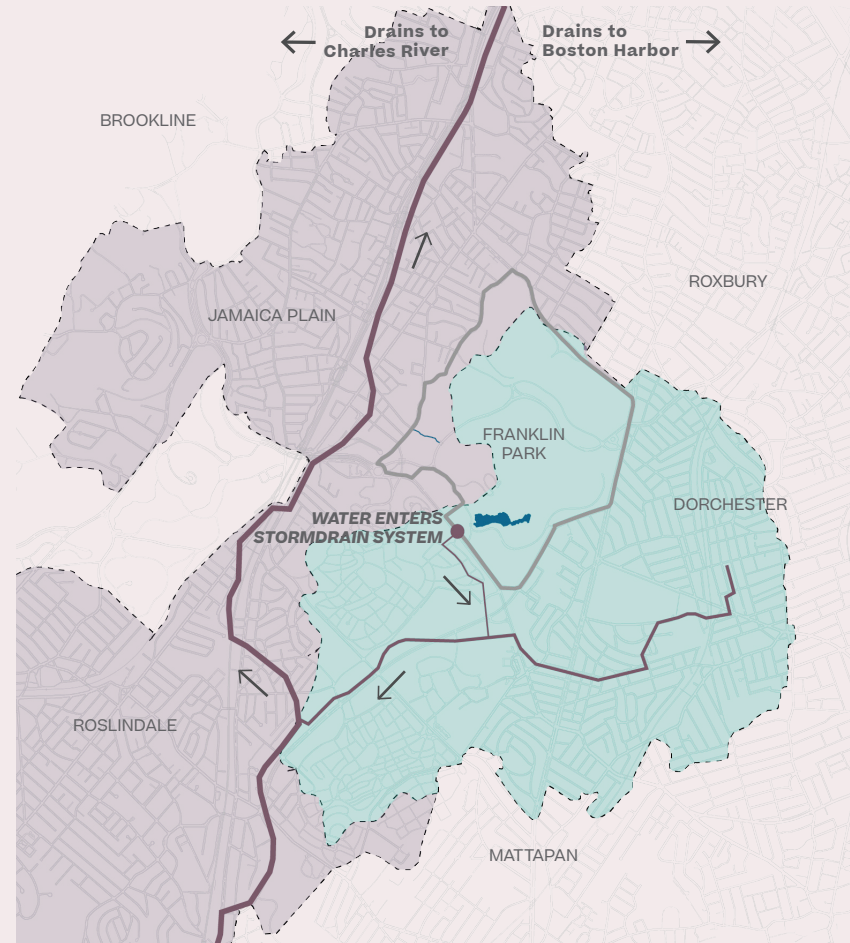 Drains to
Charles River
Drains to
Boston Harbor
BROOKLINE
ROXBURY
JAMAICA PLAIN
FRANKLIN
PARK
DORCHESTER
WATER ENTERS
STORMDRAIN SYSTEM
ROSLINDALE
MATTAPAN